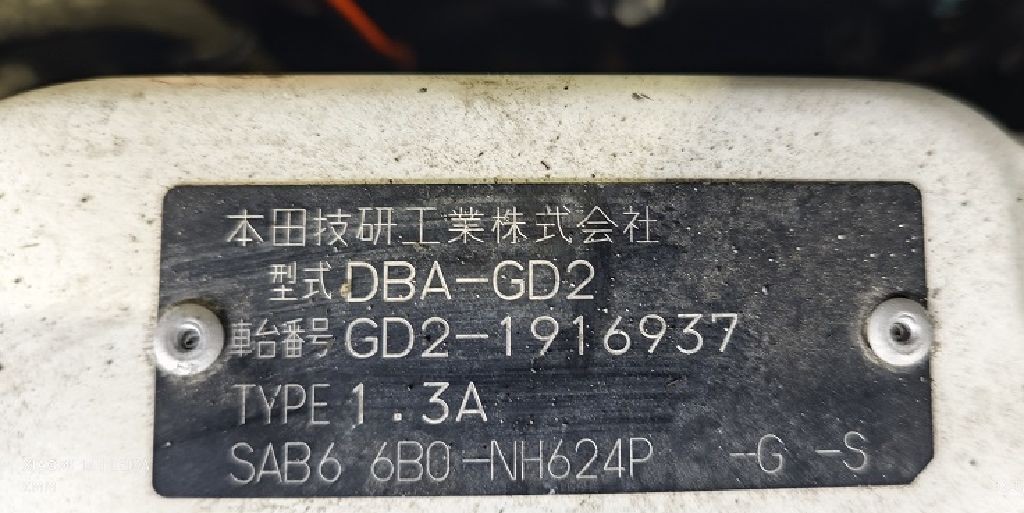 本田技研工業株式会社
型式 DBA-GD2
車台番号 GD2-1916937
TYPE 1.3A
SAB6 6B0-NH624P --G -S